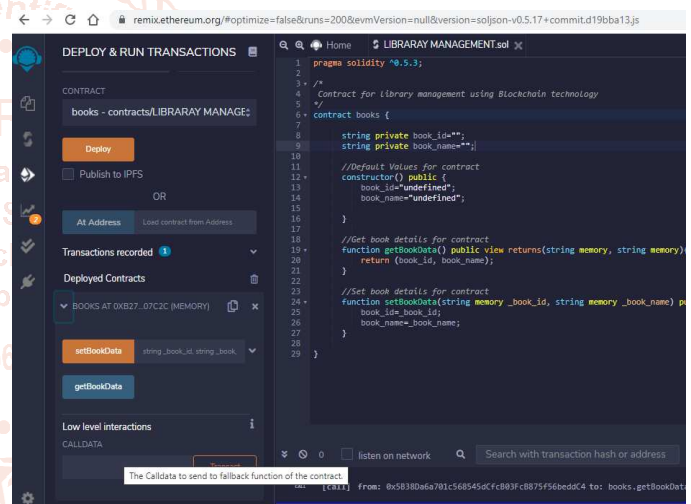 remix.ethereum.org/#optimize=false&runs=200&evmVersion=null&version=soljson-v0.5.17+commit.d19bba13.js
DEPLOY & RUN TRANSACTIONS
CONTRACT
books - contracts/LIBRARAY MANAGE
Deploy
Publish to IPFS
OR
At Address
Load contract from Address
Transactions recorded 1
Deployed Contracts
BOOKS AT 0XB27...07C2C (MEMORY)
setBookData
string _book_id, string _book_
getBookData
Low level interactions
i
CALLDATA
Transact
The Calldata to send to fallback function of the contract.
2
Home
LIBRARAY MANAGEMENT.sol
1 pragma solidity ^0.5.3;
2
3 /*
4 Contract for library management using Blockchain technology
5 */
6 contract books {
7
8 string private book_id="";
9 string private book_name="";
10
11 //Default Values for contract
12 constructor() public {
13 book_id="undefined";
14 book_name="undefined";
15
16 }
17
18 //Get book details for contract
19 function getBookData() public view returns(string memory, string memory){
20 return (book_id, book_name);
21 }
22
23 //Set book details for contract
24 function setBookData(string memory _book_id, string memory _book_name) pu
25 book_id=_book_id;
26 book_name=_book_name;
27 }
28
29 }
0
listen on network
Search with transaction hash or address
[call] from: 0x5B38Da6a701c568545dCfcB03FcB875f56beddC4 to: books.getBookData